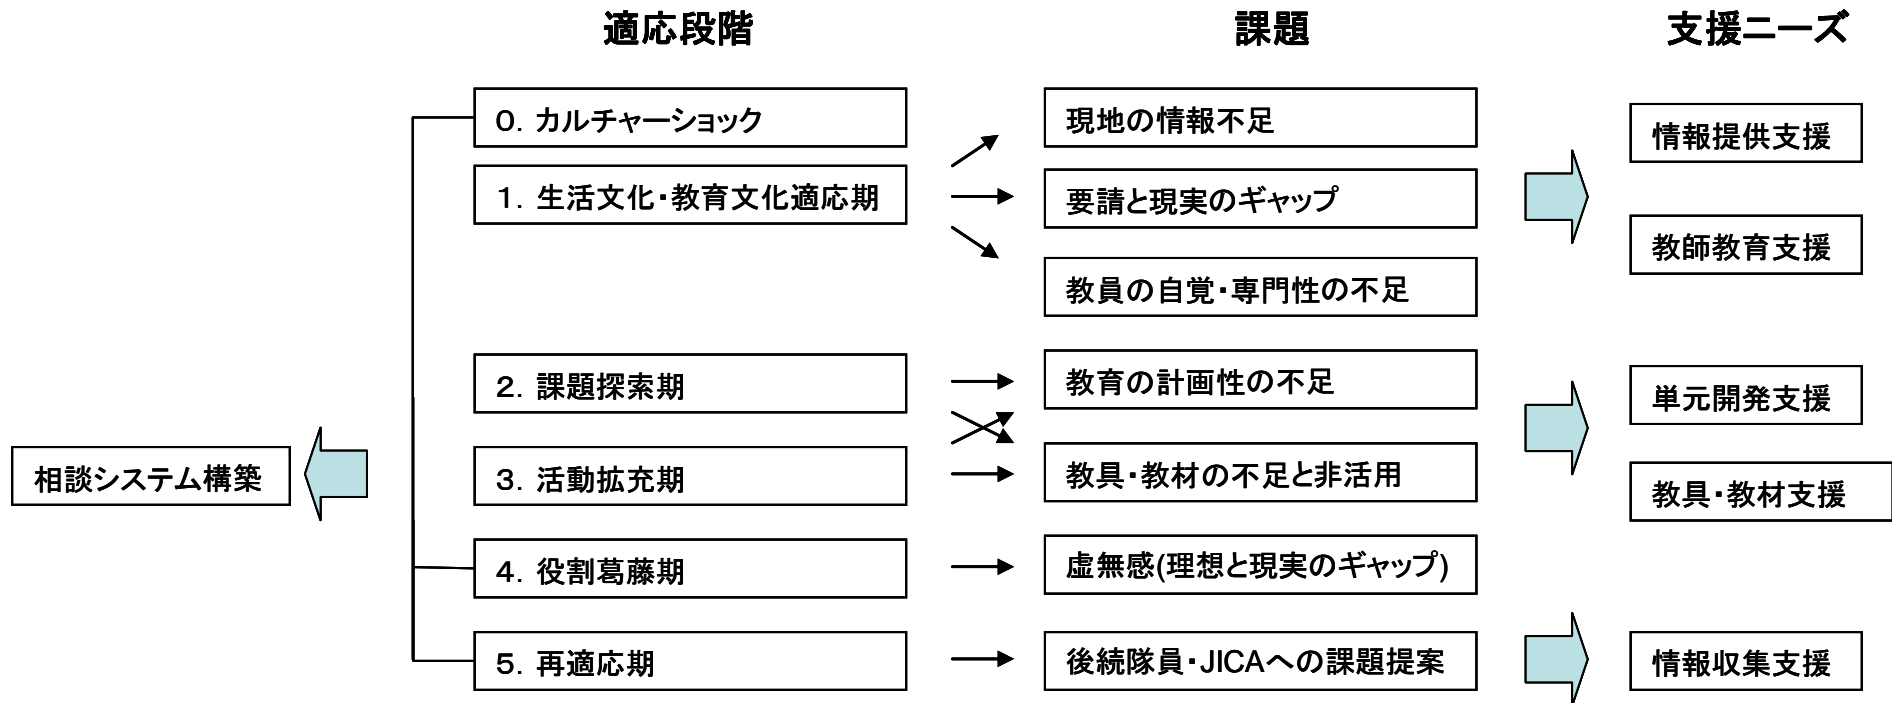 適応段階
課題
支援ニーズ
０．カルチャーショック
１．生活文化・教育文化適応期
２．課題探索期
３．活動拡充期
４．役割葛藤期
５．再適応期
現地の情報不足
要請と現実のギャップ
教員の自覚・専門性の不足
教育の計画性の不足
教具・教材の不足と非活用
虚無感(理想と現実のギャップ)
後続隊員・JICAへの課題提案
情報提供支援
教師教育支援
単元開発支援
教具・教材支援
情報収集支援
相談システム構築